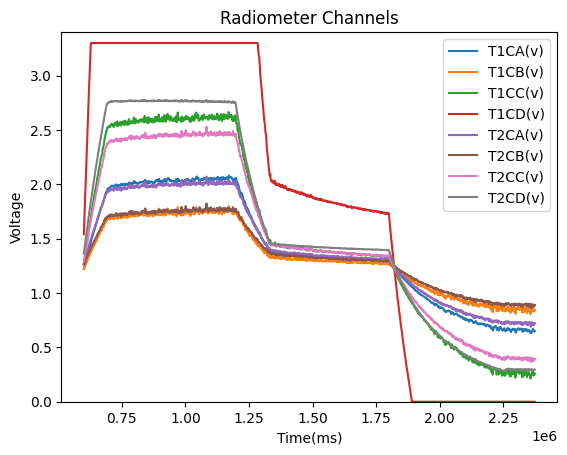 Radiometer Channels
Voltage
3.0
2.5
2.0
1.5
1.0
0.5
0.0
T1CA(v)
T1CB(v)
T1CC(v)
T1CD(v)
T2CA(v)
T2CB(v)
T2CC(v)
T2CD(v)
0.75
1.00
1.25
1.50
1.75
2.00
2.25
1e6
Time(ms)